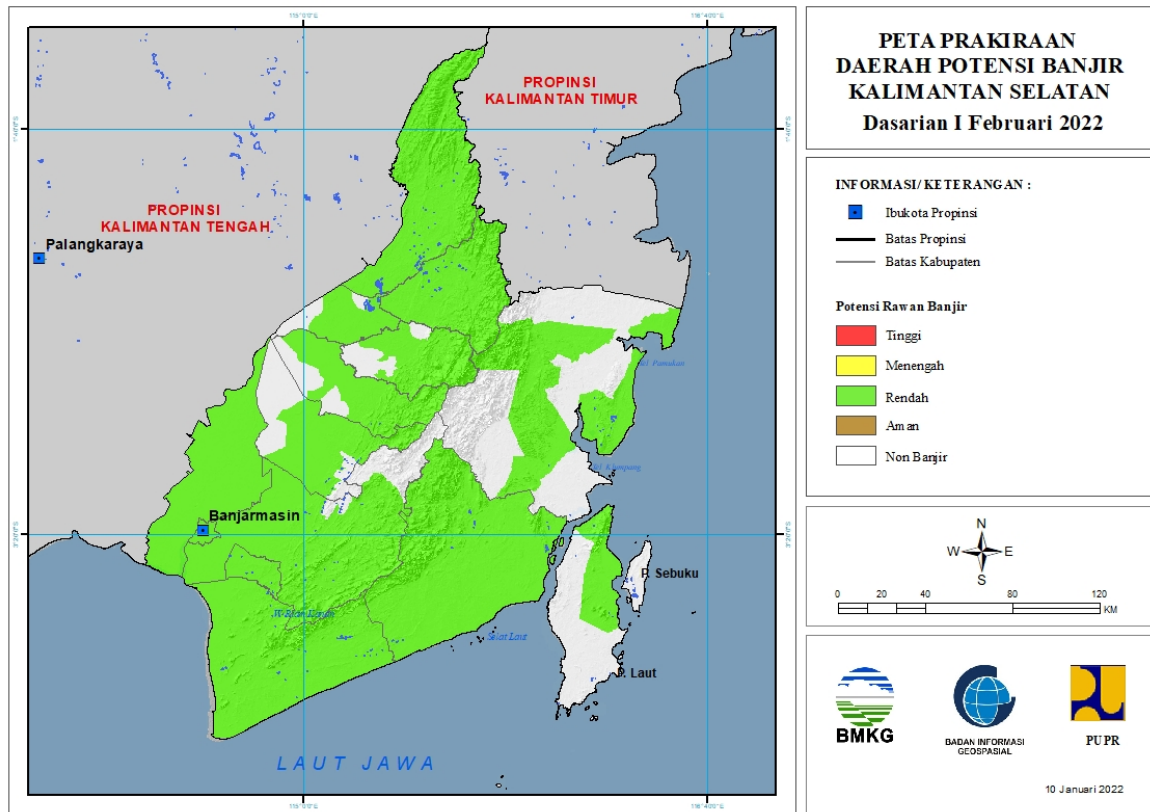 PETA PRAKIRAAN
DAERAH POTENSI BANJIR
KALIMANTAN SELATAN
Dasarian I Februari 2022
INFORMASI/ KETERANGAN :
Ibukota Propinsi
Batas Propinsi
Batas Kabupaten
Potensi Rawan Banjir
Tinggi
Menengah
Rendah
Aman
Non Banjir
N
W E
S
0 20 40 80 120
KM
BMKG
BADAN INFORMASI
GEOSPASIAL
PUPR
10 Januari 2022
PROPINSI
KALIMANTAN TIMUR
PROPINSI
KALIMANTAN TENGAH
Palangkaraya
Banjarmasin
P. Sebuku
Selat Laut
P. Laut
LAUT JAWA